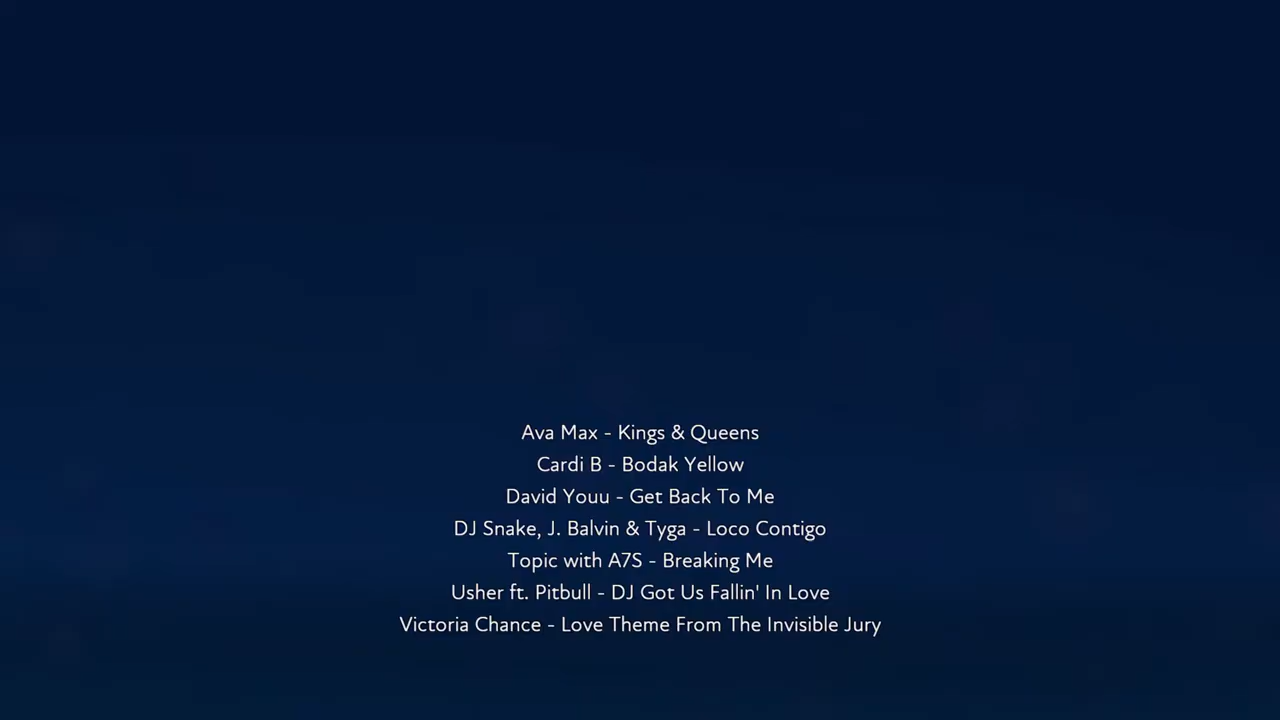 Ava Max - Kings & Queens
Cardi B - Bodak Yellow
David Youu - Get Back To Me
DJ Snake, J. Balvin & Tyga - Loco Contigo
Topic with A7S - Breaking Me
Usher ft. Pitbull - DJ Got Us Fallin' In Love
Victoria Chance - Love Theme From The Invisible Jury